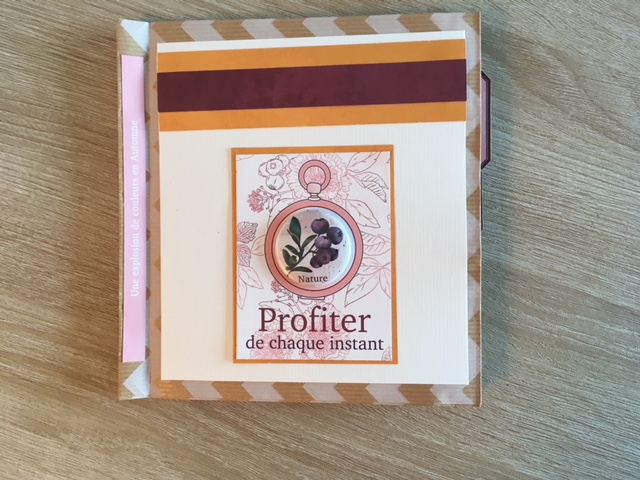 Une explosion de couleurs en Automne
Nature
Profiter
de chaque instant